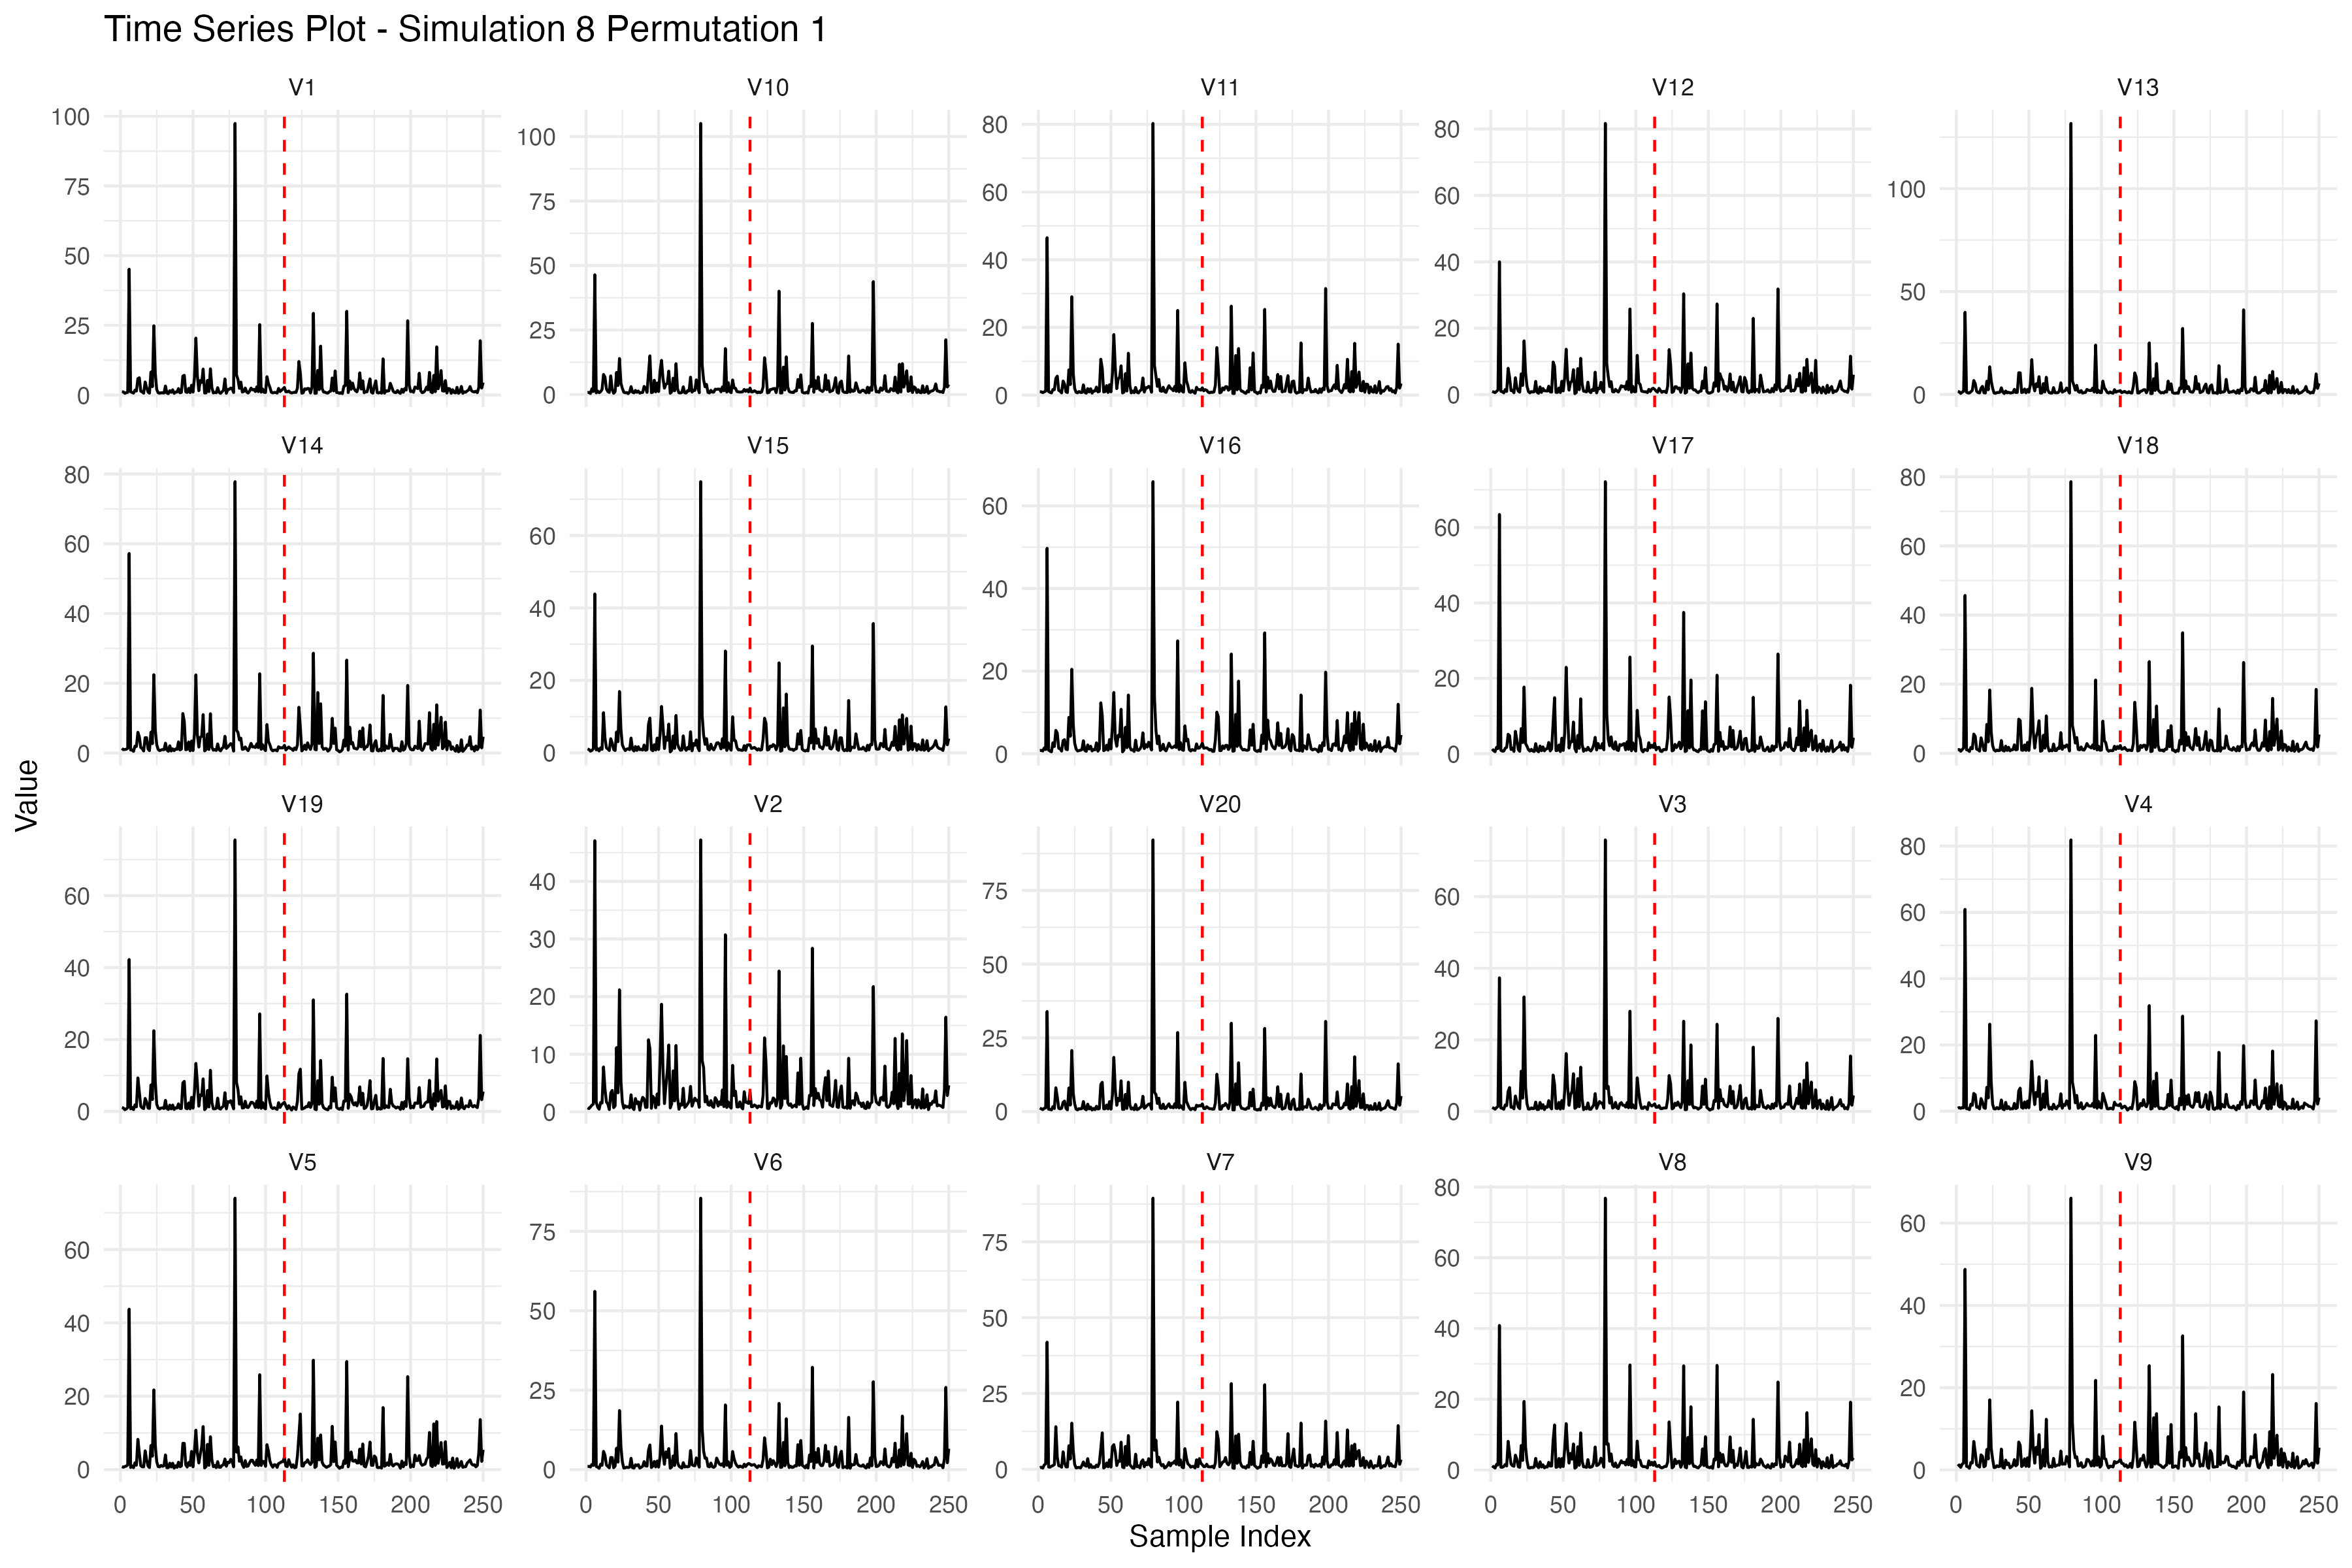 Time Series Plot - Simulation 8 Permutation 1
V1 V10 V11 V12 V13
100 75 50 25 0
100 75 50 25 0
80 60 40 20 0
80 60 40 20 0
100 50 0
V14 V15 V16 V17 V18
80 60 40 20 0
60 40 20 0
60 40 20 0
60 40 20 0
80 60 40 20 0
Value
V19 V2 V20 V3 V4
60 40 20 0
40 30 20 10 0
75 50 25 0
60 40 20 0
80 60 40 20 0
V5 V6 V7 V8 V9
60 40 20 0
75 50 25 0
75 50 25 0
80 60 40 20 0
60 40 20 0
0 50 100 150 200 250 0 50 100 150 200 250 0 50 100 150 200 250 0 50 100 150 200 250 0 50 100 150 200 250
Sample Index